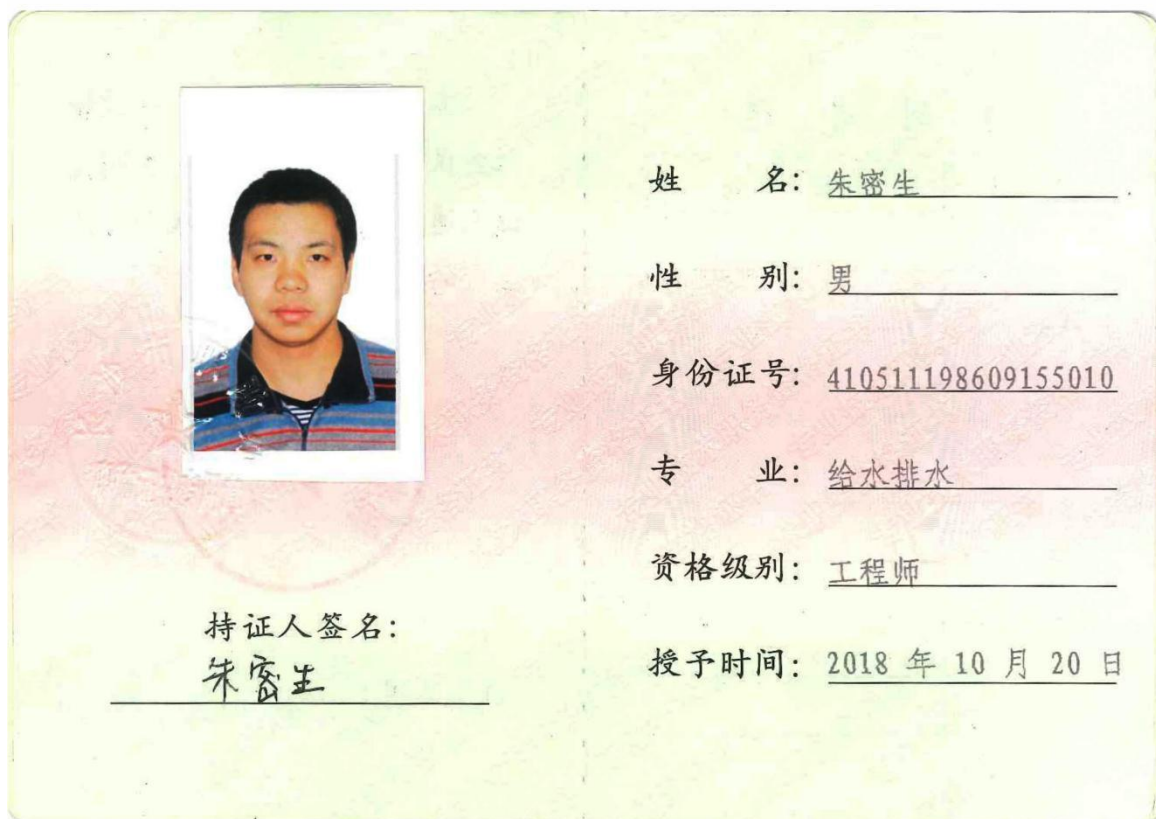 姓 名: 朱密生
性 别: 男
身份证号: 410511198609155010
专 业: 给水排水
资格级别: 工程师
授予时间: 2018 年 10 月 20 日
持证人签名:
朱密生